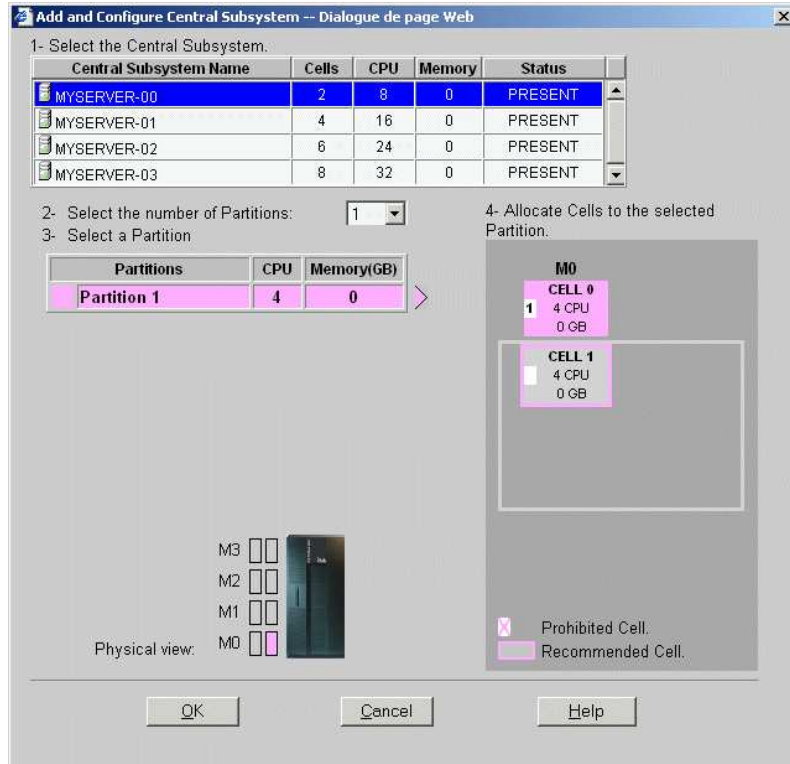 Add and Configure Central Subsystem -- Dialogue de page Web
1- Select the Central Subsystem.
Central Subsystem Name Cells CPU Memory Status
MYSERVER-00 2 8 0 PRESENT
MYSERVER-01 4 16 0 PRESENT
MYSERVER-02 6 24 0 PRESENT
MYSERVER-03 8 32 0 PRESENT
2- Select the number of Partitions: 1
3- Select a Partition
Partitions CPU Memory(GB)
Partition 1 4 0
4- Allocate Cells to the selected
Partition.
M0
CELL 0
1 4 CPU
0 GB
CELL 1
4 CPU
0 GB
M3
M2
M1
Physical view: M0
Prohibited Cell.
Recommended Cell.
OK Cancel Help